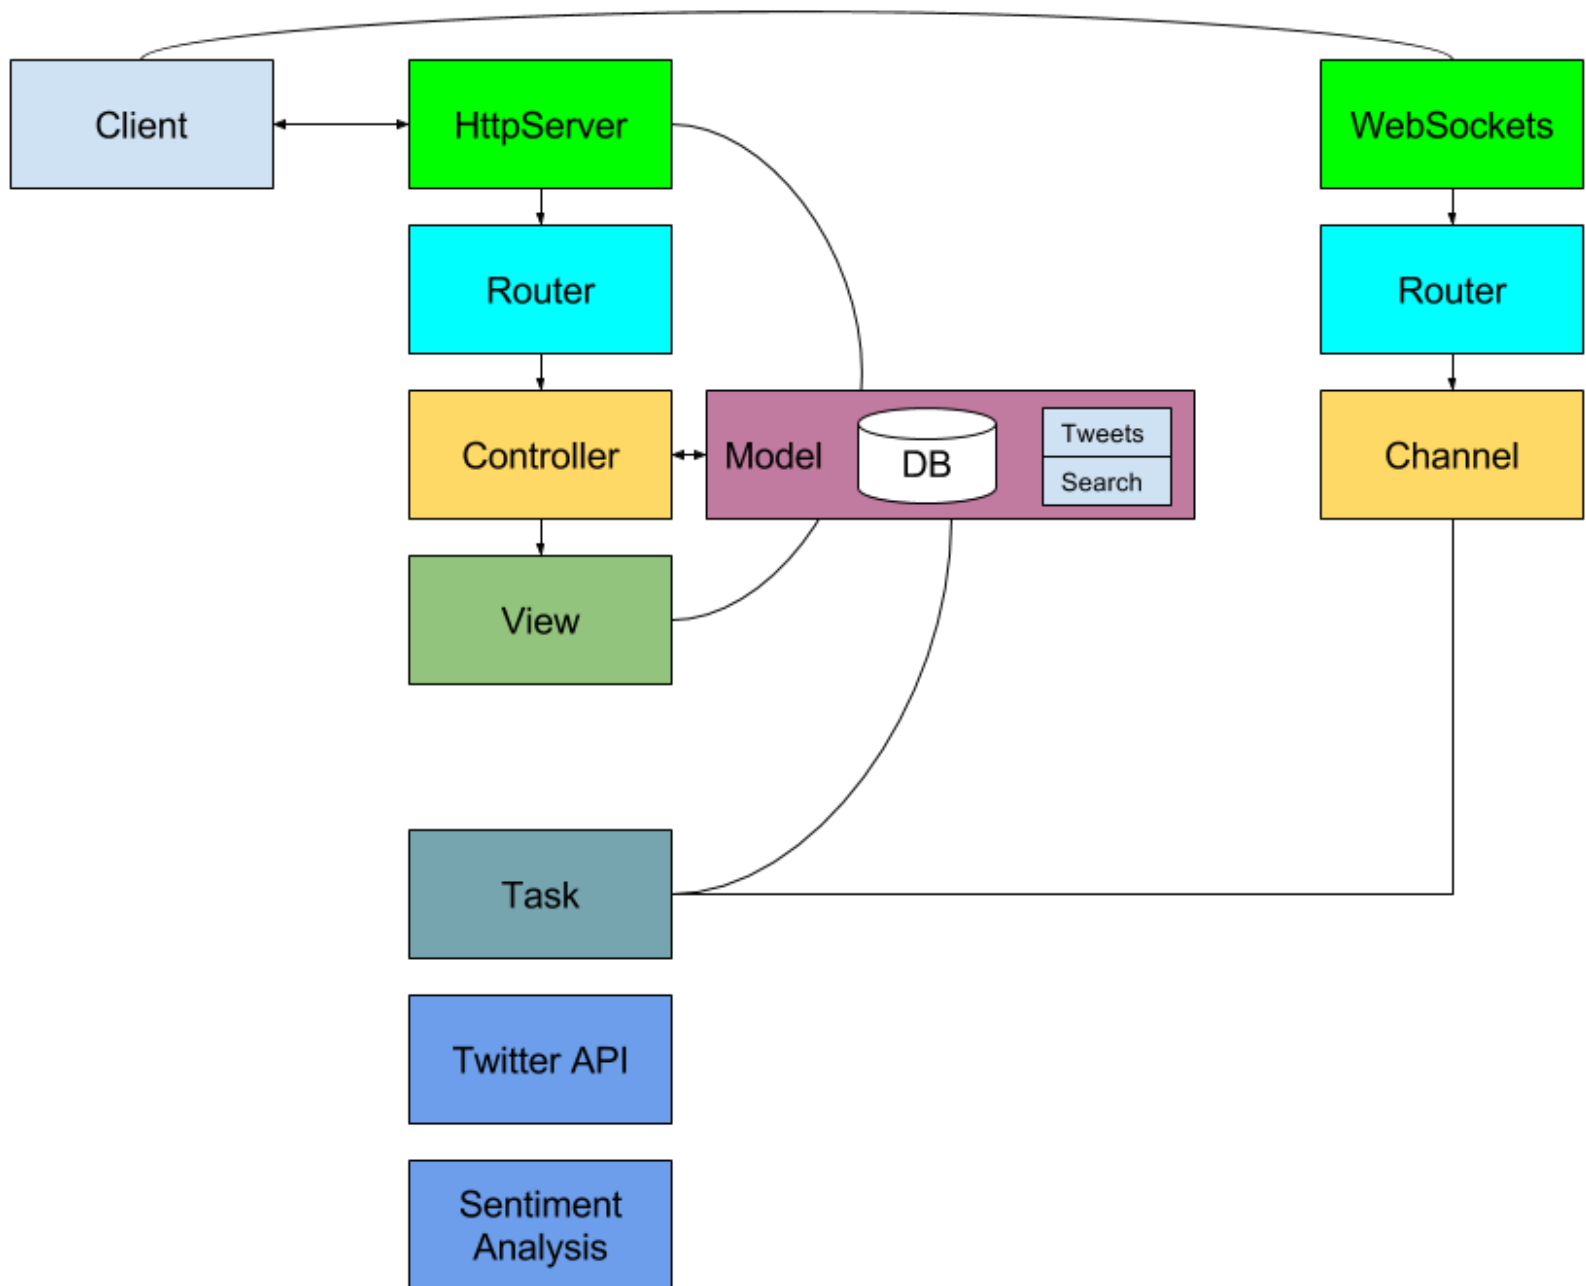 Client
HttpServer
WebSockets
Router
Router
Controller
Model
DB
Tweets
Search
Channel
View
Task
Twitter API
Sentiment
Analysis